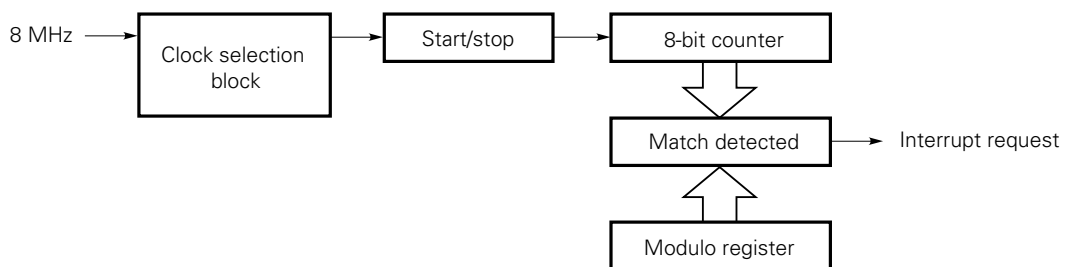 8 MHz
Clock selection
block
Start/stop
8-bit counter
Match detected
Interrupt request
Modulo register